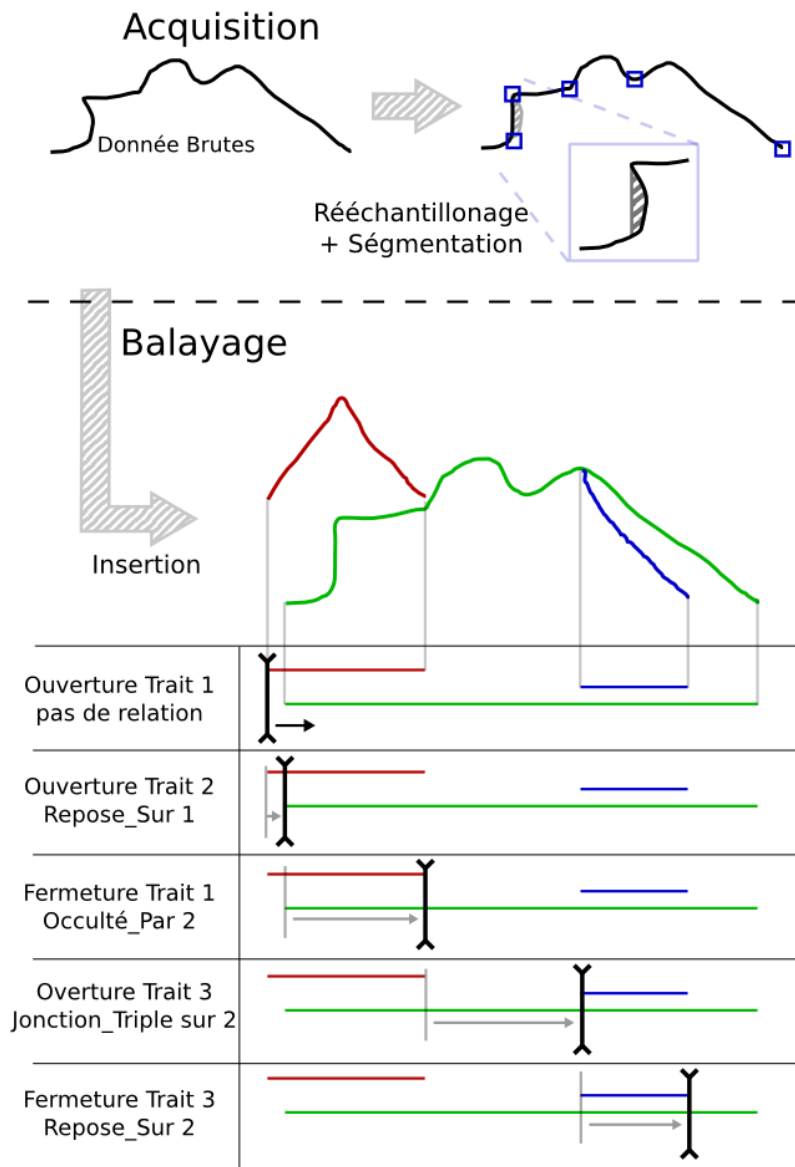 Acquisition
Donnée Brutes
Rééchantillonage
+ Ségmentation
Balayage
Insertion
Ouverture Trait 1
pas de relation
Ouverture Trait 2
Repose_Sur 1
Fermeture Trait 1
Occulté_Par 2
Overture Trait 3
Jonction_Triple sur 2
Fermeture Trait 3
Repose_Sur 2